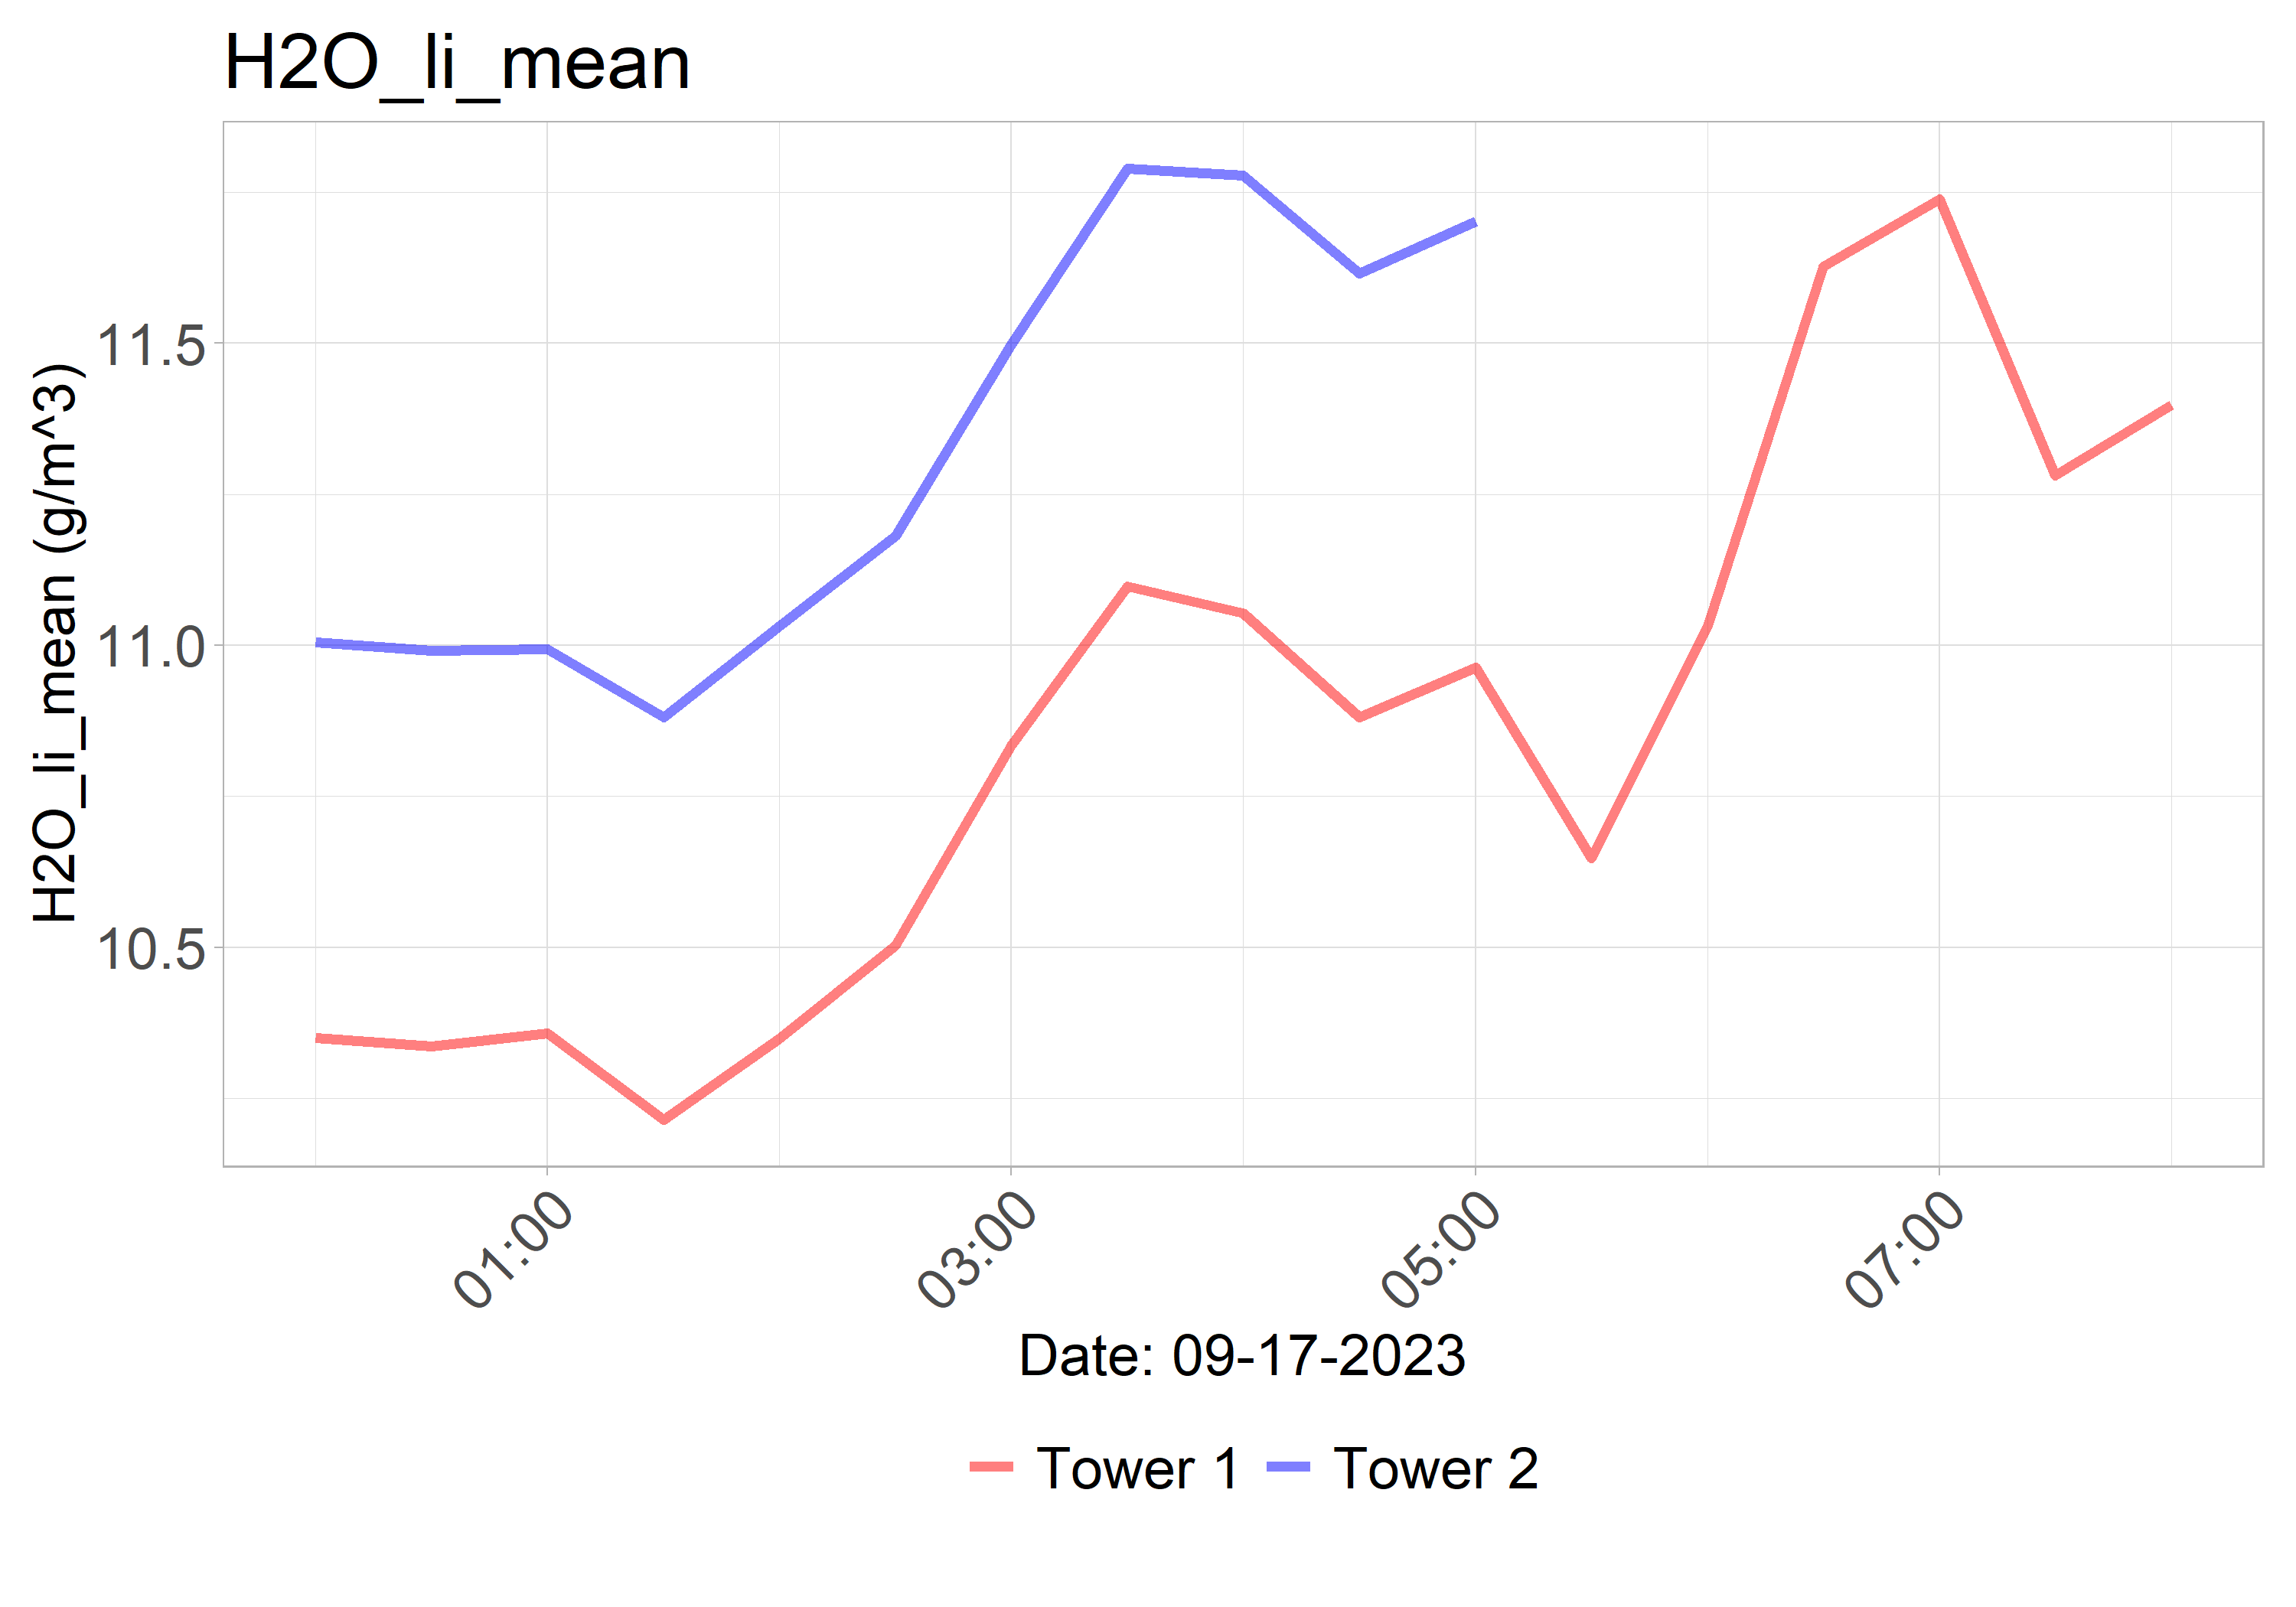 H2O_li_mean
H2O_li_mean (g/m^3)
11.5
11.0
10.5
01:00
03:00
05:00
07:00
Date: 09-17-2023
Tower 1
Tower 2